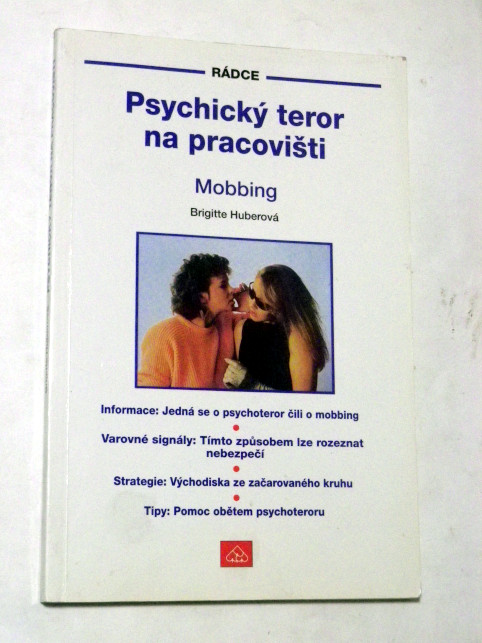 RÁDCE
Psychický teror
na pracovišti
Mobbing
Brigitte Huberová
Informace: Jedná se o psychoteror čili o mobbing
Varovné signály: Tímto způsobem lze rozeznat
nebezpečí
Strategie: Východiska ze začarovaného kruhu
Tipy: Pomoc obětem psychoteroru